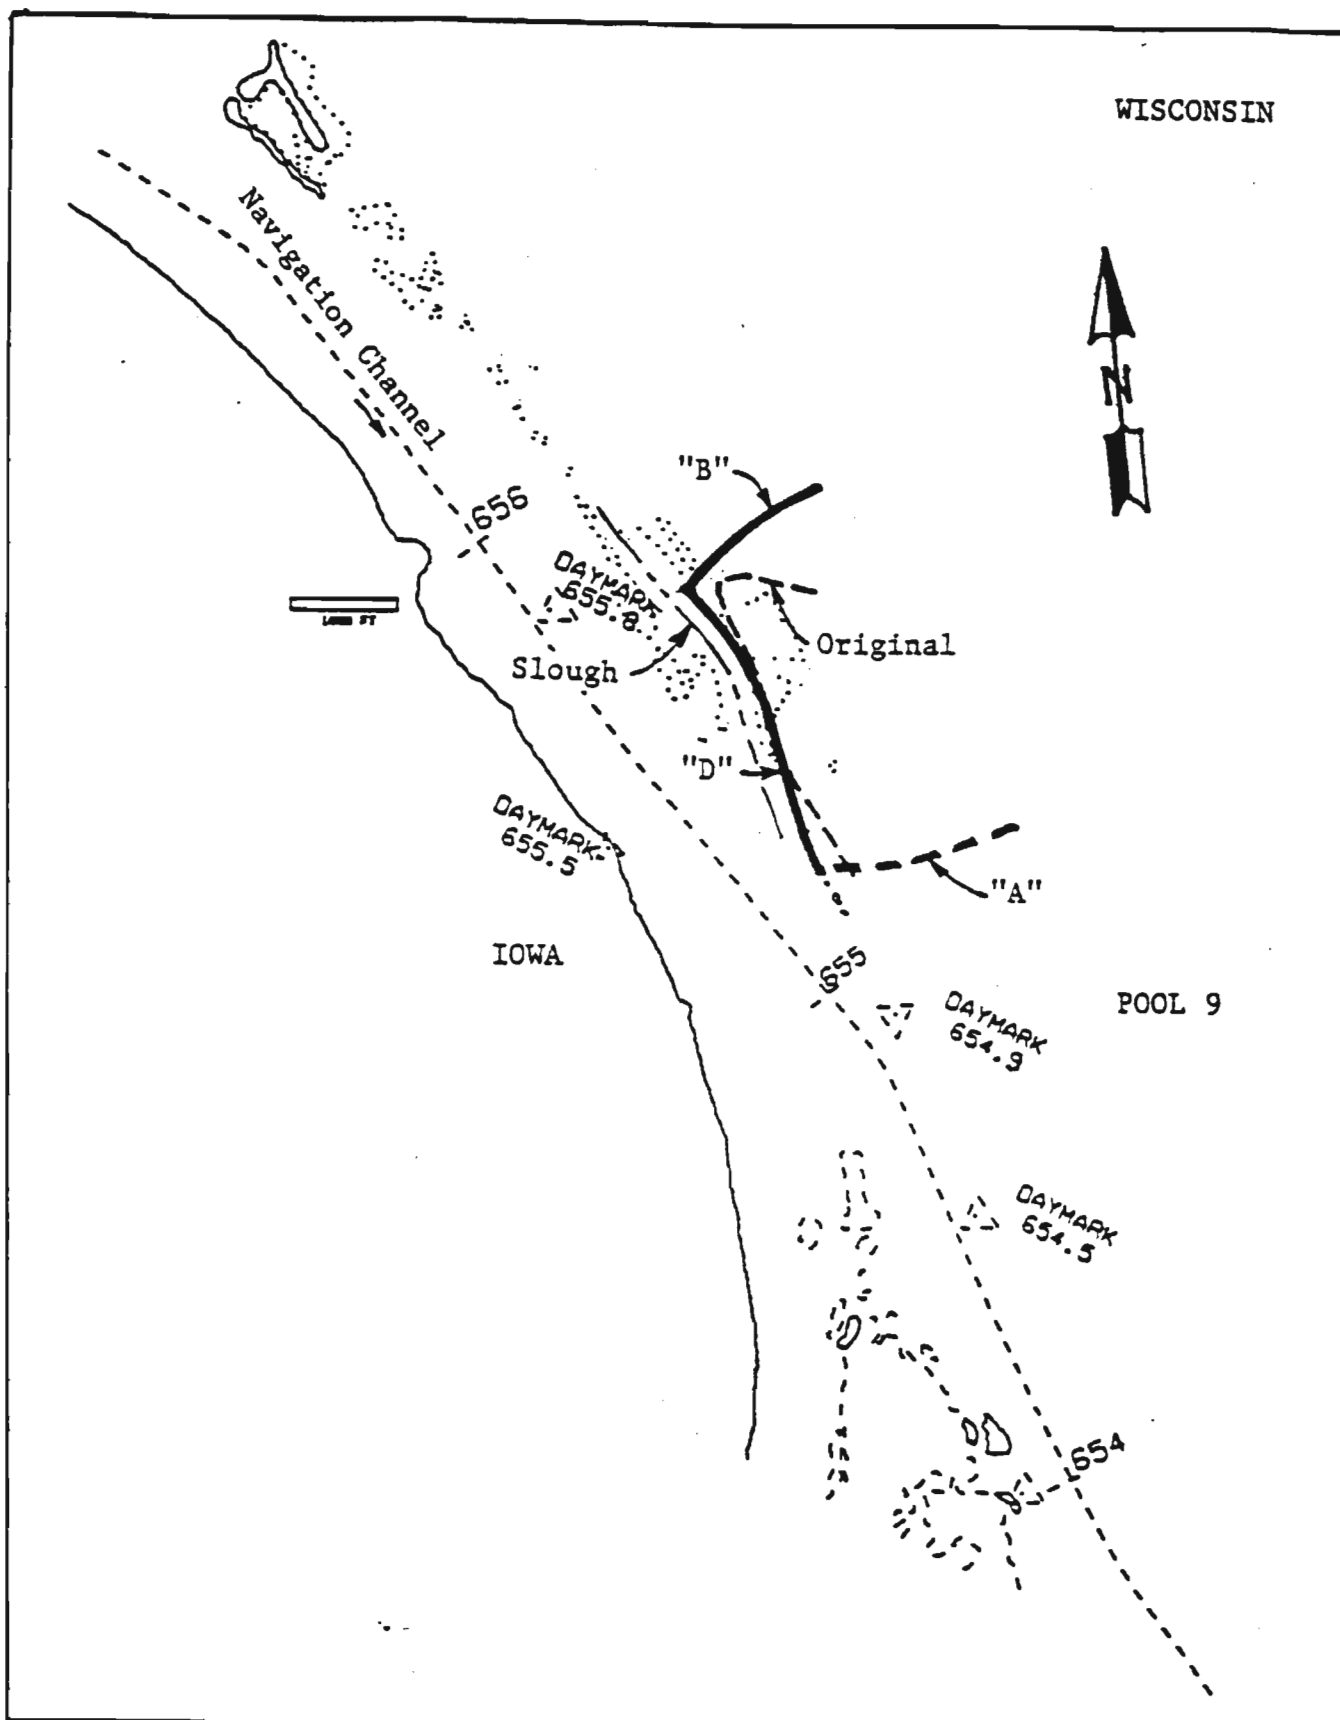 WISCONSIN
Navigation Channel
N
"B"
656
DAYMARK
655.8
Original
Slough
"D"
DAYMARK
655.5
"A"
IOWA
655
DAYMARK
654.9
POOL 9
DAYMARK
654.5
654